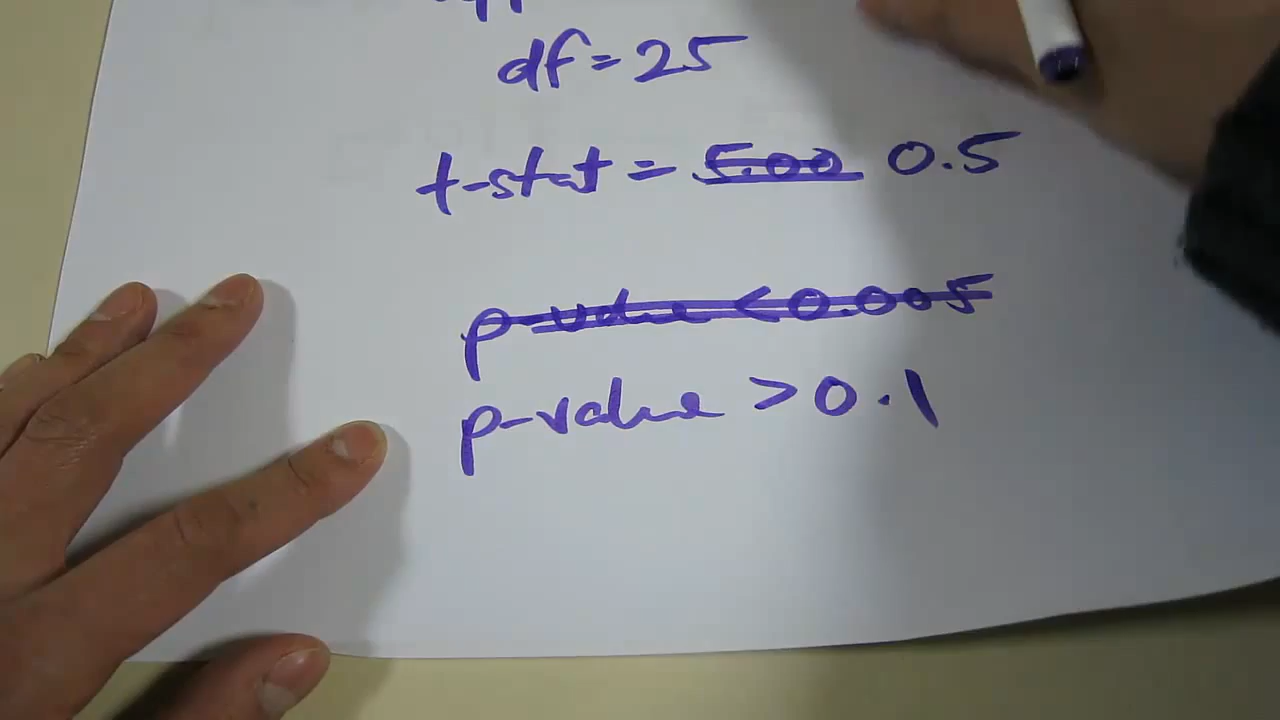 df = 25
t-stat = 5.00 0.5
p-value < 0.005
p-value > 0.1